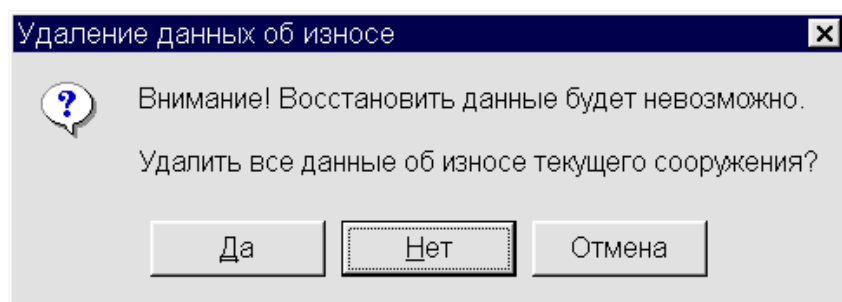 Удаление данных об износе
Внимание! Восстановить данные будет невозможно.
Удалить все данные об износе текущего сооружения?
Да
Нет
Отмена